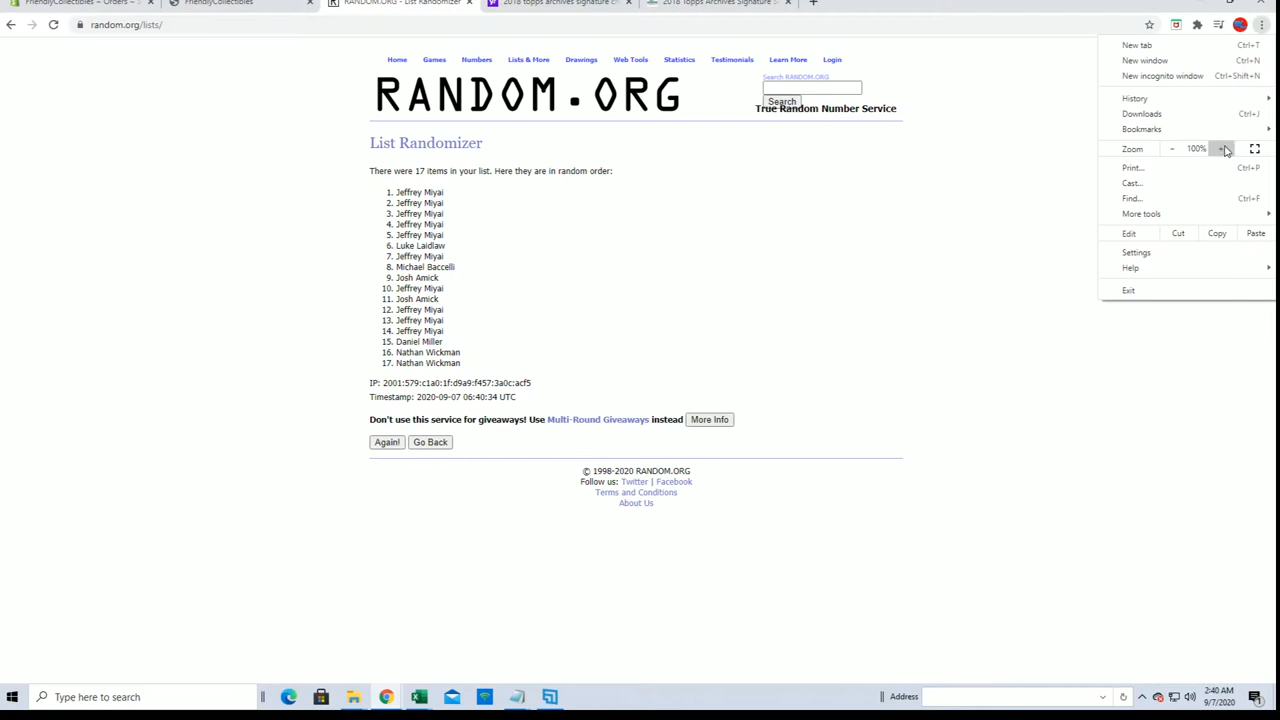 FriendlyCollectibles – Orders –
FriendlyCollectibles
RANDOM.ORG - List Randomizer
2018 topps archives signature
2018 Topps Archives Signature S
random.org/lists/
Home Games Numbers Lists & More Drawings Web Tools Statistics Testimonials Learn More Login
Search RANDOM.ORG
RANDOM.ORG
Search
True Random Number Service
List Randomizer
There were 17 items in your list. Here they are in random order:
1. Jeffrey Miyai
2. Jeffrey Miyai
3. Jeffrey Miyai
4. Jeffrey Miyai
5. Jeffrey Miyai
6. Luke Laidlaw
7. Jeffrey Miyai
8. Michael Baccelli
9. Josh Amick
10. Jeffrey Miyai
11. Josh Amick
12. Jeffrey Miyai
13. Jeffrey Miyai
14. Jeffrey Miyai
15. Daniel Miller
16. Nathan Wickman
17. Nathan Wickman
IP: 2001:579:c1a0:1f:d9a9:f457:3a0c:acf5
Timestamp: 2020-09-07 06:40:34 UTC
Don't use this service for giveaways! Use Multi-Round Giveaways instead More Info
Again! Go Back
© 1998-2020 RANDOM.ORG
Follow us: Twitter | Facebook
Terms and Conditions
About Us
New tab Ctrl+T
New window Ctrl+N
New incognito window Ctrl+Shift+N
History
Downloads Ctrl+J
Bookmarks
Zoom - 100% +
Print... Ctrl+P
Cast...
Find... Ctrl+F
More tools
Edit Cut Copy Paste
Settings
Help
Exit
Type here to search
Address
2:40 AM
9/7/2020